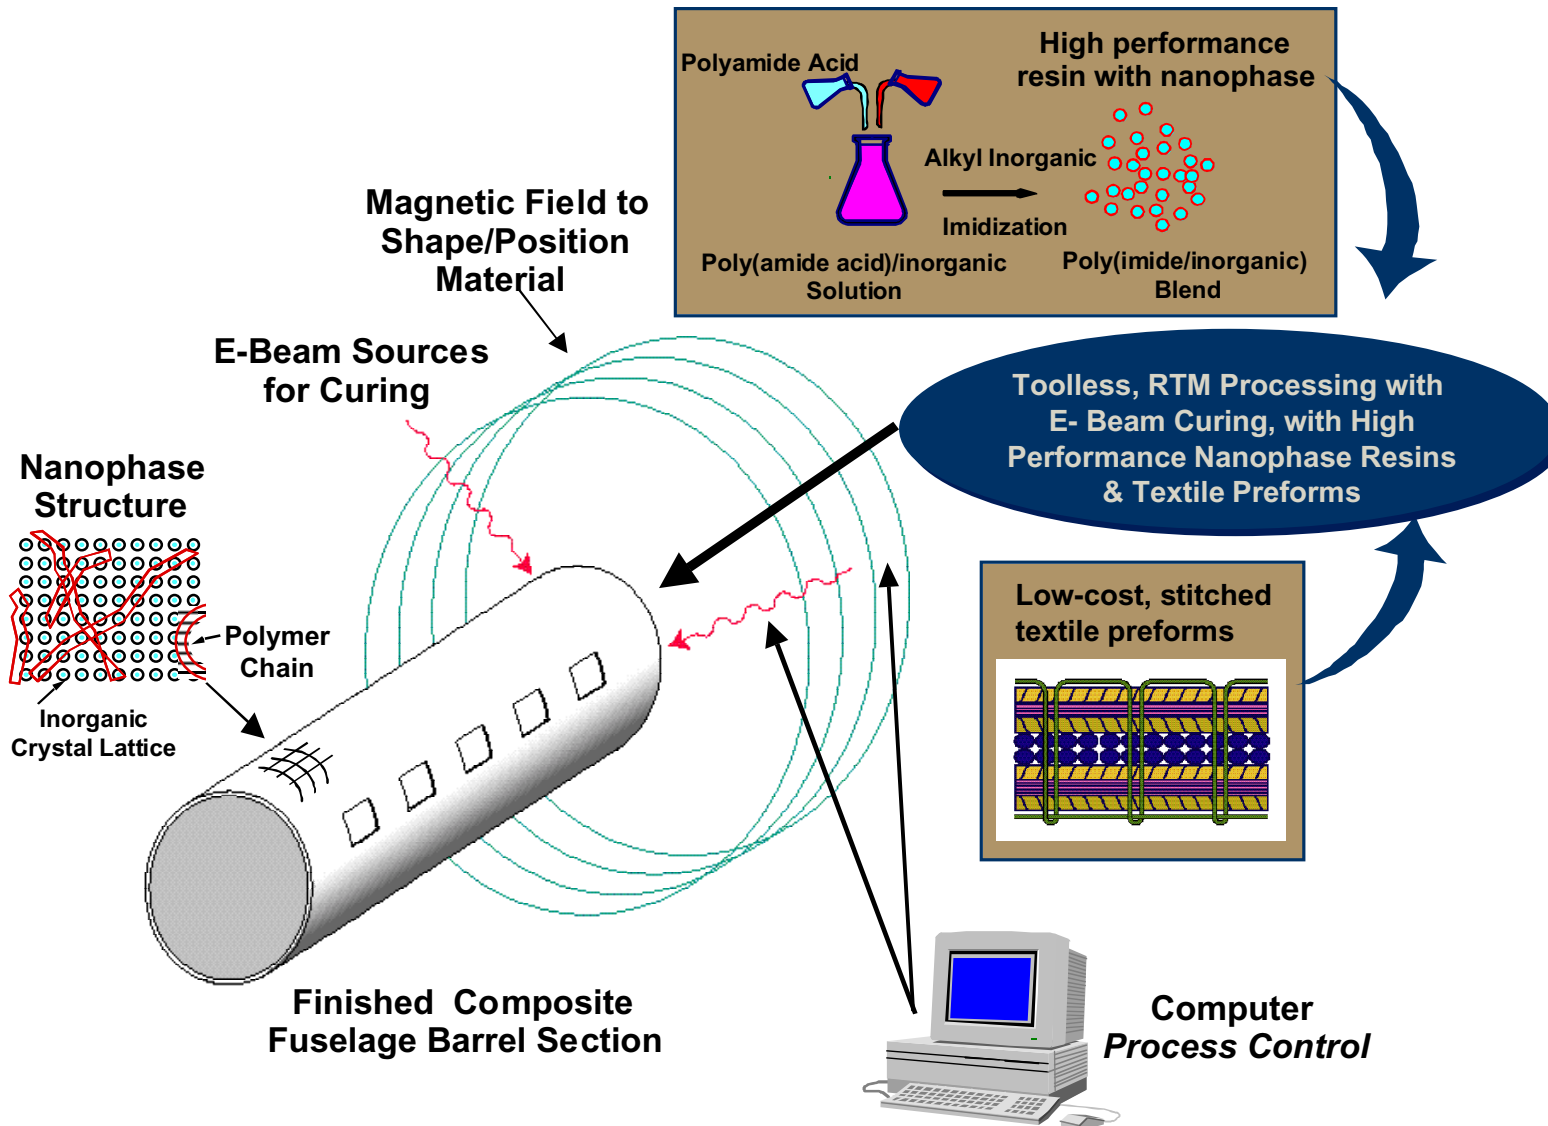 Polyamide Acid
High performance
resin with nanophase
Alkyl Inorganic
Imidization
Poly(amide acid)/inorganic
Solution
Poly(imide/inorganic)
Blend
Magnetic Field to
Shape/Position
Material
E-Beam Sources
for Curing
Toolless, RTM Processing with
E- Beam Curing, with High
Performance Nanophase Resins
& Textile Preforms
Nanophase
Structure
Polymer
Chain
Inorganic
Crystal Lattice
Low-cost, stitched
textile preforms
Finished Composite
Fuselage Barrel Section
Computer
Process Control